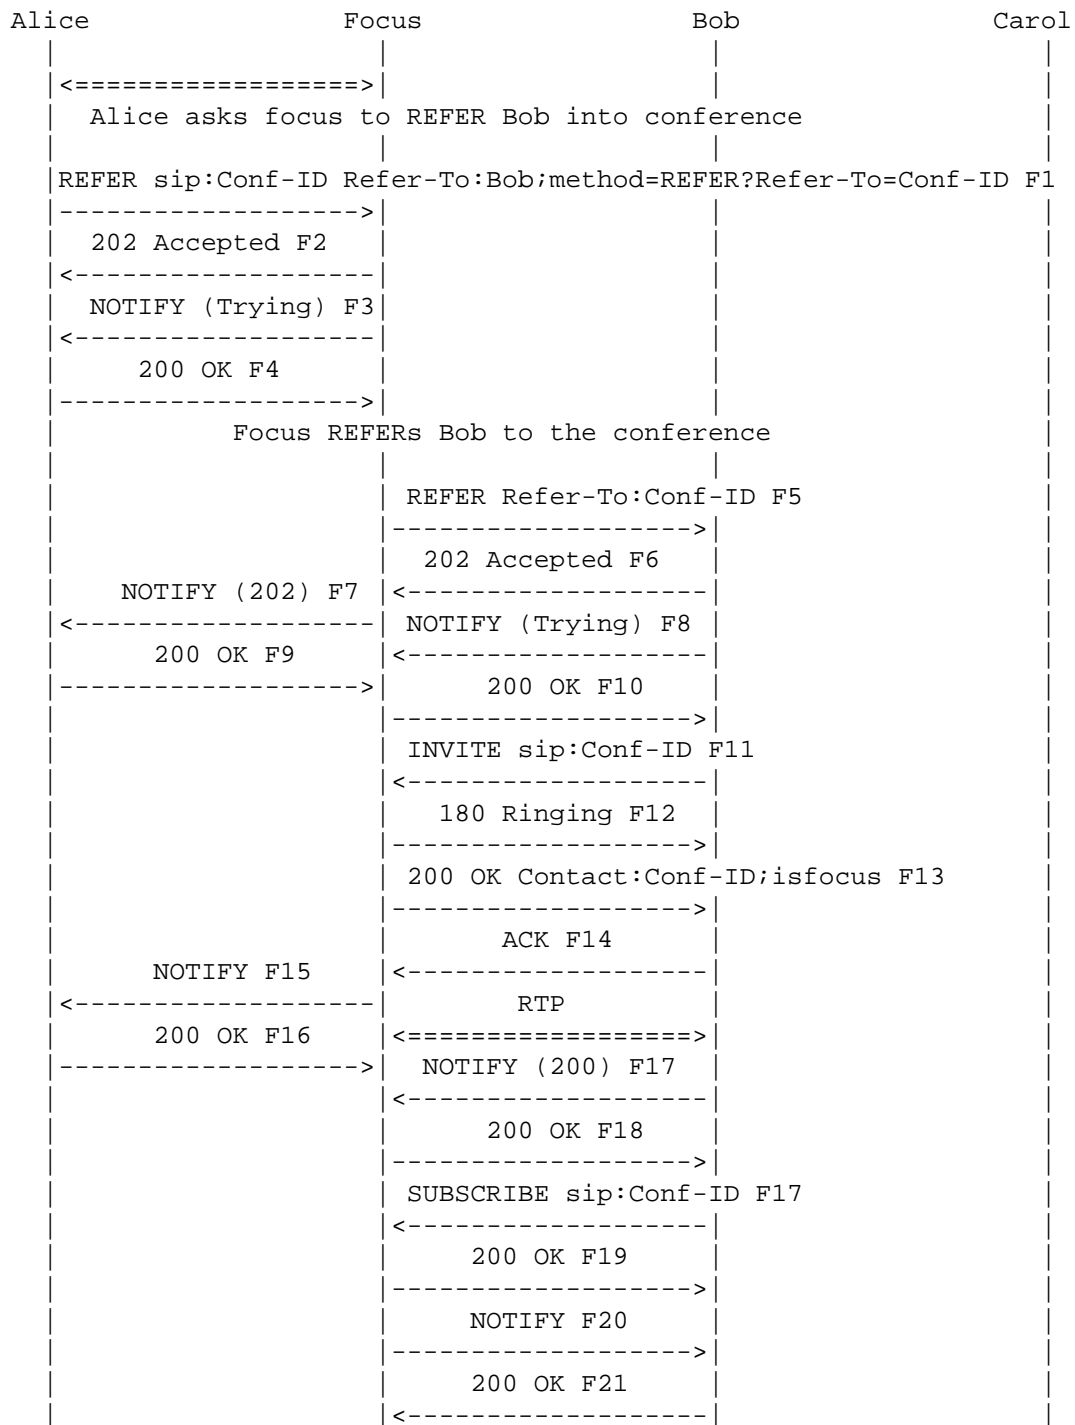 Alice Focus Bob Carol
Alice asks focus to REFER Bob into conference
REFER sip:Conf-ID Refer-To:Bob;method=REFER?Refer-To=Conf-ID F1
202 Accepted F2
NOTIFY (Trying) F3
200 OK F4
Focus REFERs Bob to the conference
REFER Refer-To:Conf-ID F5
202 Accepted F6
NOTIFY (202) F7
NOTIFY (Trying) F8
200 OK F9
200 OK F10
INVITE sip:Conf-ID F11
180 Ringing F12
200 OK Contact:Conf-ID;isfocus F13
ACK F14
NOTIFY F15
RTP
200 OK F16
NOTIFY (200) F17
200 OK F18
SUBSCRIBE sip:Conf-ID F17
200 OK F19
NOTIFY F20
200 OK F21